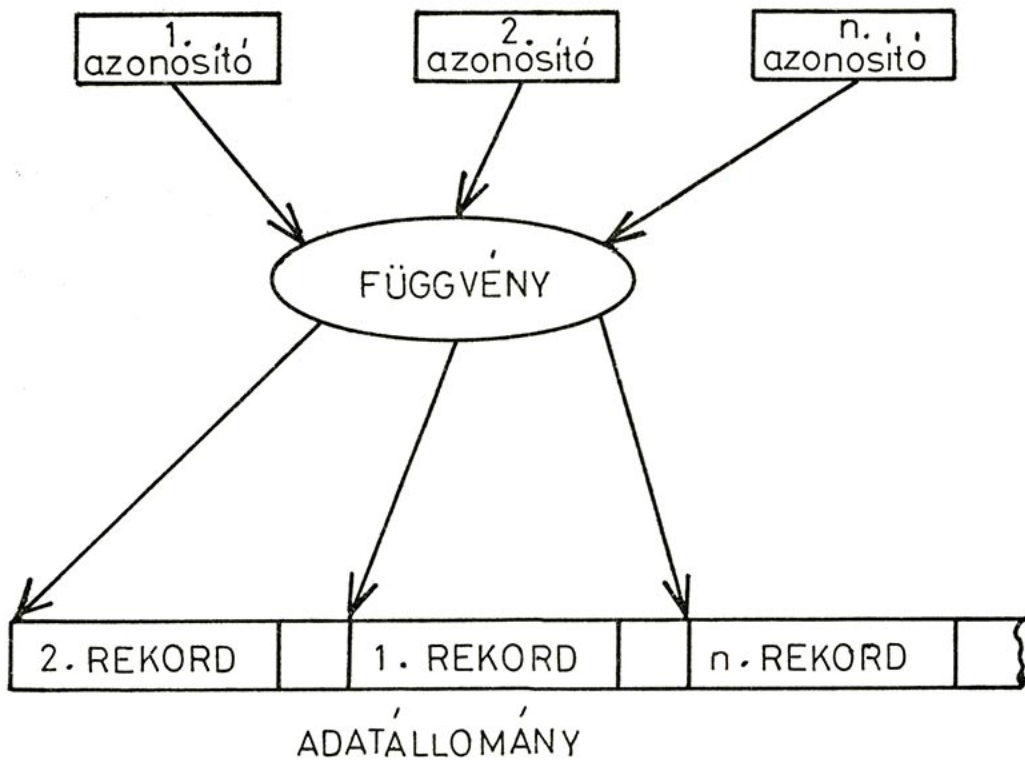 1.
azonosító
2.
azonosító
n.
azonosító
FÜGGVÉNY
2. REKORD
1. REKORD
n. REKORD
ADATÁLLOMÁNY